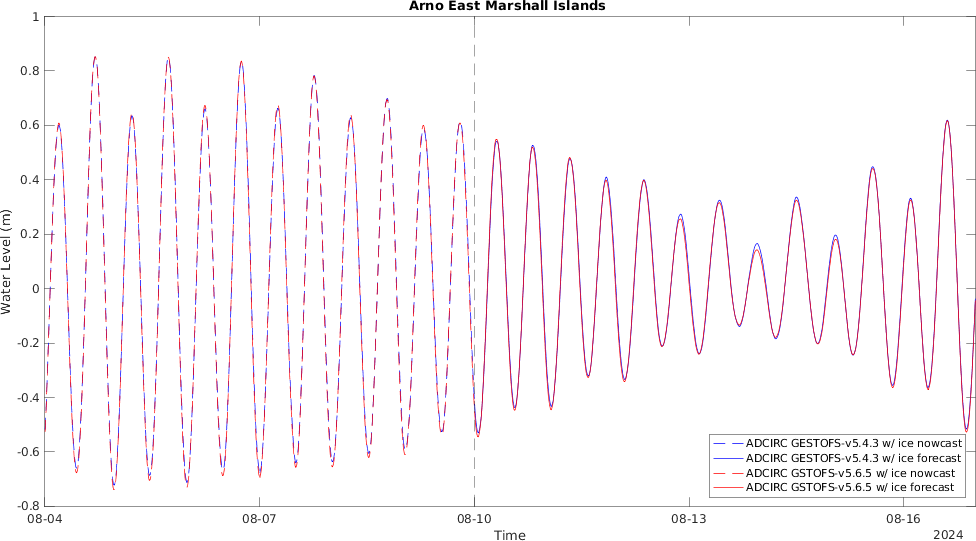 Arno East Marshall Islands
1
0.8
0.6
0.4
0.2
0
-0.2
-0.4
-0.6
-0.8
Water Level (m)
ADCIRC GESTOFS-v5.4.3 w/ ice nowcast
ADCIRC GESTOFS-v5.4.3 w/ ice forecast
ADCIRC GSTOFS-v5.6.5 w/ ice nowcast
ADCIRC GSTOFS-v5.6.5 w/ ice forecast
08-04 08-07 08-10 08-13 08-16
Time
2024